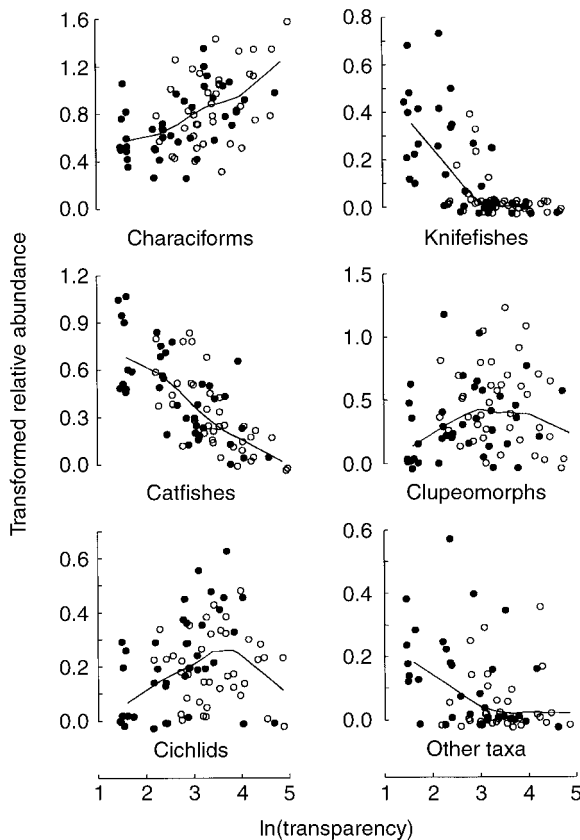 Transformed relative abundance
1.6
1.2
0.8
0.4
0.0
Characiforms
0.8
0.6
0.4
0.2
0.0
Knifefishes
1.2
0.9
0.6
0.3
0.0
Catfishes
1.5
1.0
0.5
0.0
Clupeomorphs
0.6
0.4
0.2
0.0
Cichlids
0.6
0.4
0.2
0.0
Other taxa
1 2 3 4 5
1 2 3 4 5
ln(transparency)